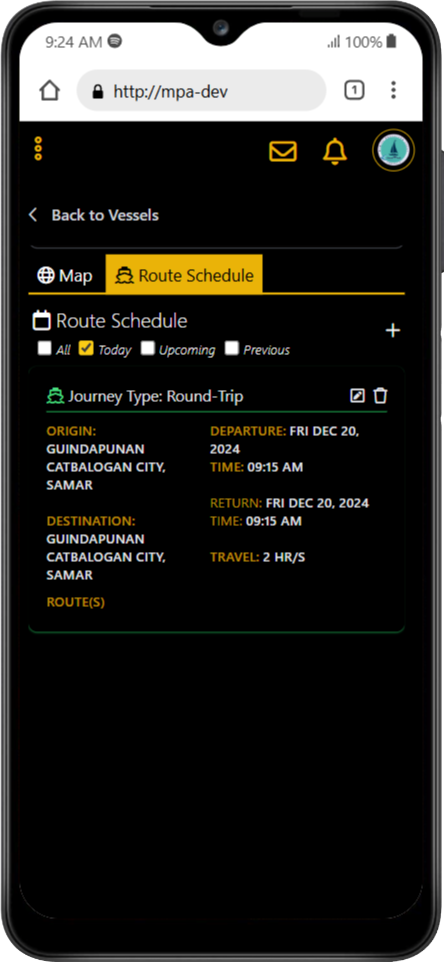 9:24 AM
100%
http://mpa-dev
1
Back to Vessels
Map
Route Schedule
Route Schedule
All
Today
Upcoming
Previous
Journey Type: Round-Trip
ORIGIN:
GUINDAPUNAN
CATBALOGAN CITY,
SAMAR
DESTINATION:
GUINDAPUNAN
CATBALOGAN CITY,
SAMAR
ROUTE(S)
DEPARTURE: FRI DEC 20,
2024
TIME: 09:15 AM
RETURN: FRI DEC 20, 2024
TIME: 09:15 AM
TRAVEL: 2 HR/S